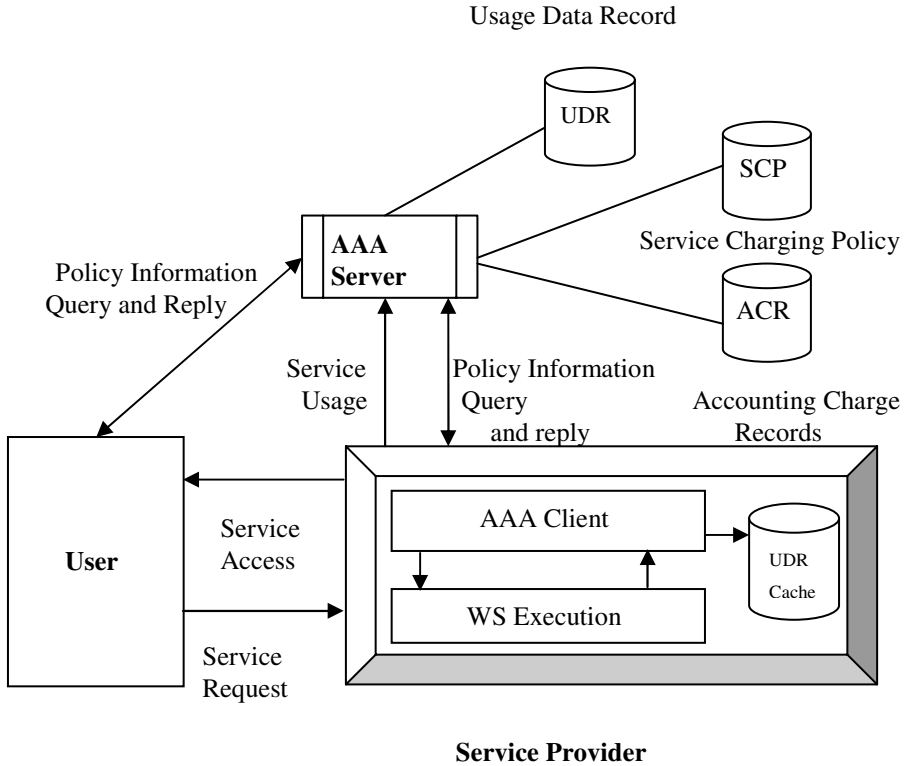 Usage Data Record
UDR
SCP
AAA
Server
Service Charging Policy
Policy Information
Query and Reply
ACR
Service
Usage
Policy Information
Query
and reply
Accounting Charge
Records
AAA Client
Service
Access
User
UDR
Cache
WS Execution
Service
Request
Service Provider